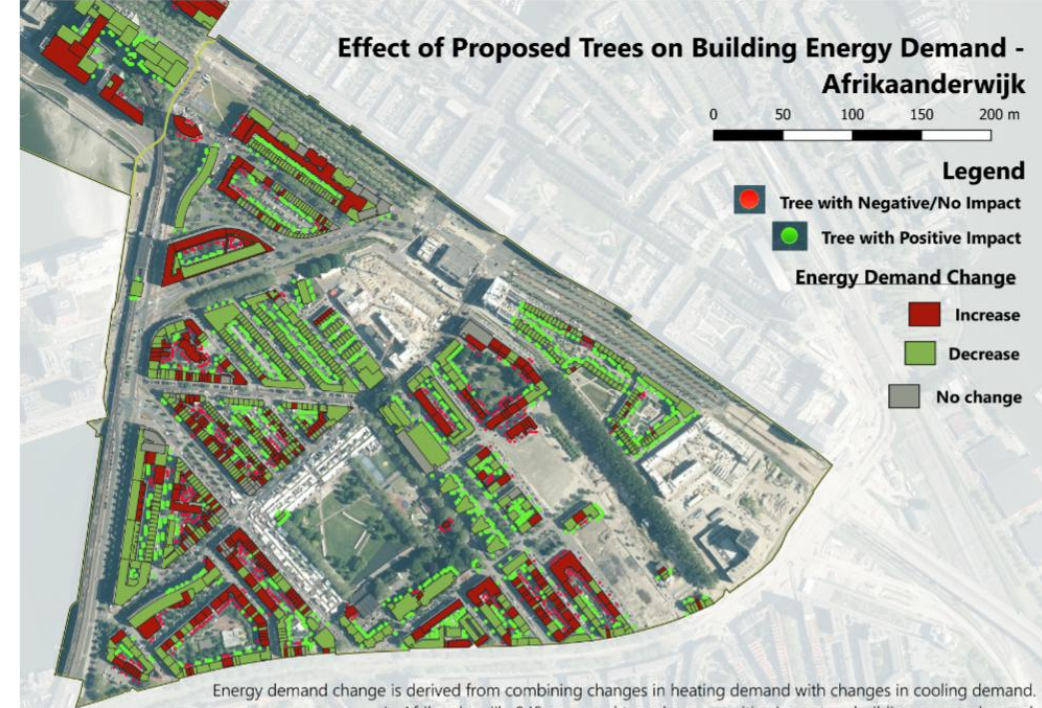 Effect of Proposed Trees on Building Energy Demand -
Afrikaanderwijk
0 50 100 150 200 m
Legend
Tree with Negative/No Impact
Tree with Positive Impact
Energy Demand Change
Increase
Decrease
No change
Energy demand change is derived from combining changes in heating demand with changes in cooling demand.